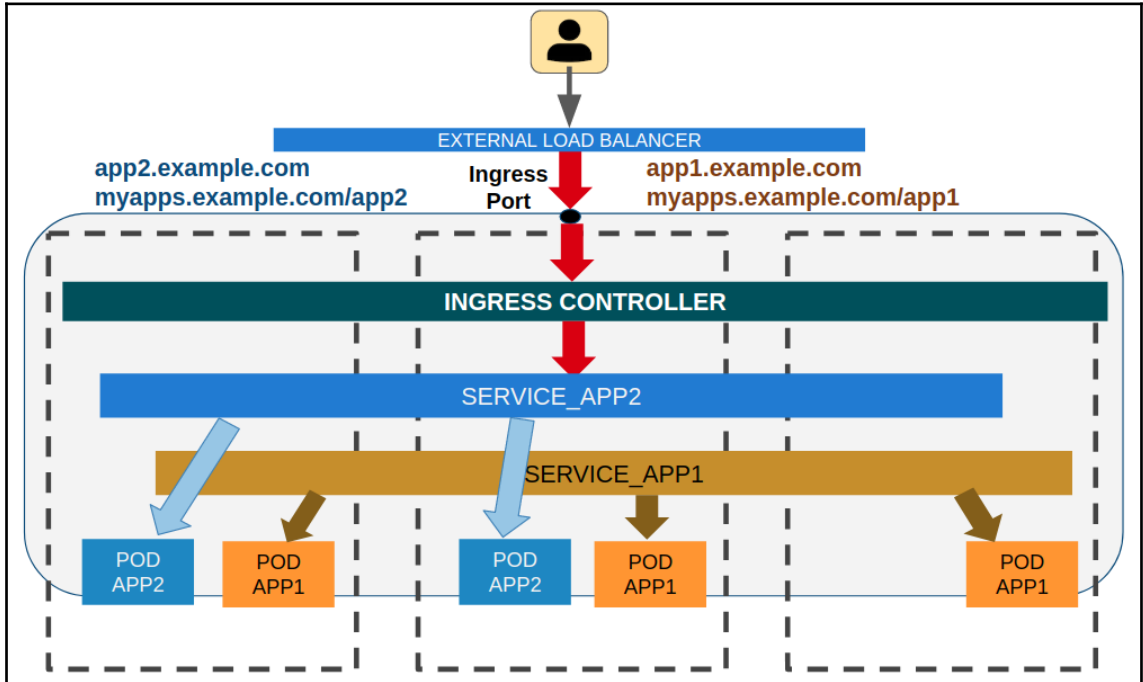 EXTERNAL LOAD BALANCER
app2.example.com
myapps.example.com/app2
Ingress
Port
app1.example.com
myapps.example.com/app1
INGRESS CONTROLLER
SERVICE_APP2
SERVICE_APP1
POD
APP2
POD
APP1
POD
APP2
POD
APP1
POD
APP1